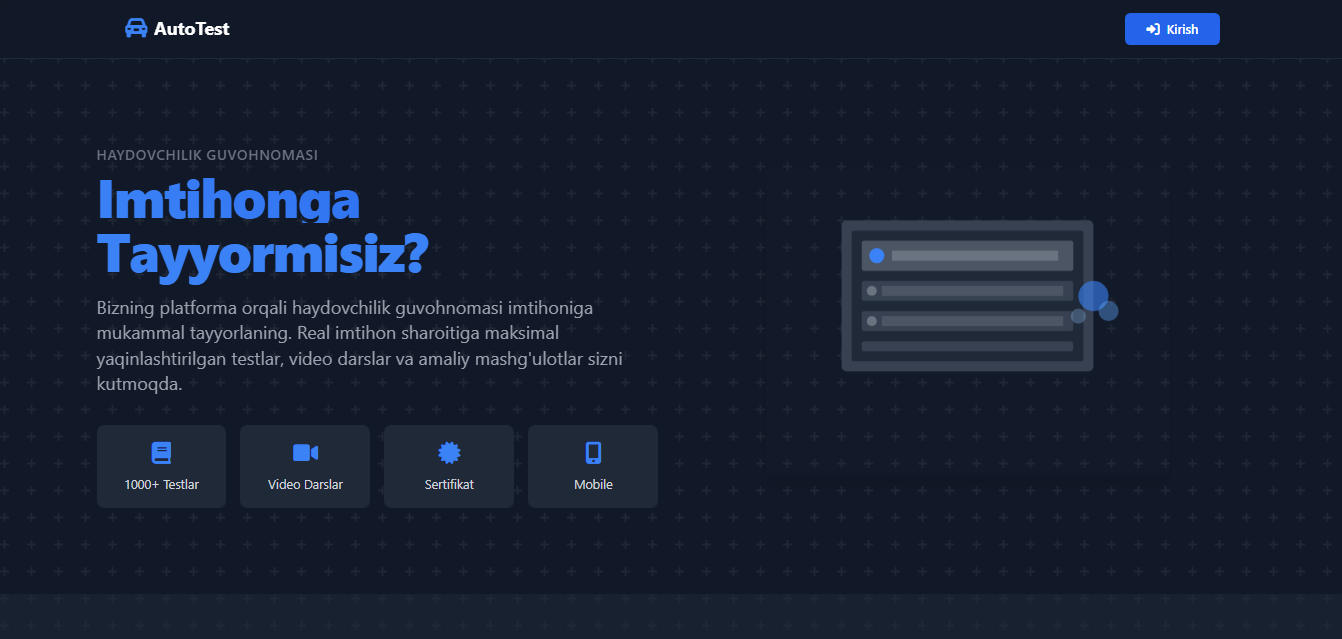 AutoTest
Kirish
HAYDOVCHILIK GUVOHNOMASI
Imtihonga
Tayyormisiz?
Bizning platforma orqali haydovchilik guvohnomasi imtihoniga
mukammal tayyorlaning. Real imtihon sharoitiga maksimal
yaqinlashtirilgan testlar, video darslar va amaliy mashg'ulotlar sizni
kutmoqda.
1000+ Testlar
Video Darslar
Sertifikat
Mobile